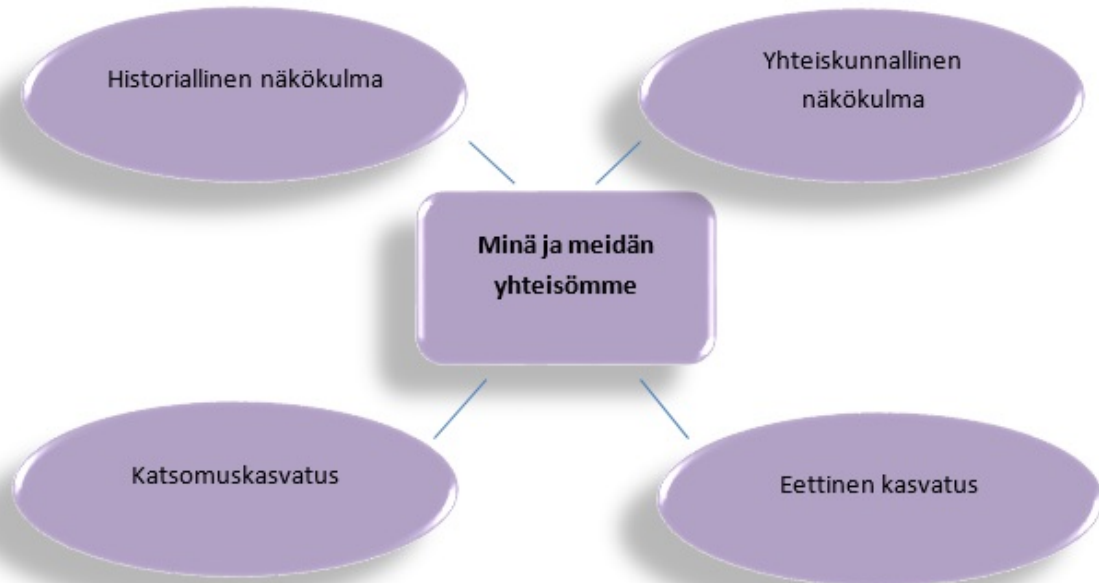 Historiallinen näkökulma
Yhteiskunnallinen
näkökulma
Minä ja meidän
yhteisömme
Katsomuskasvatus
Eettinen kasvatus